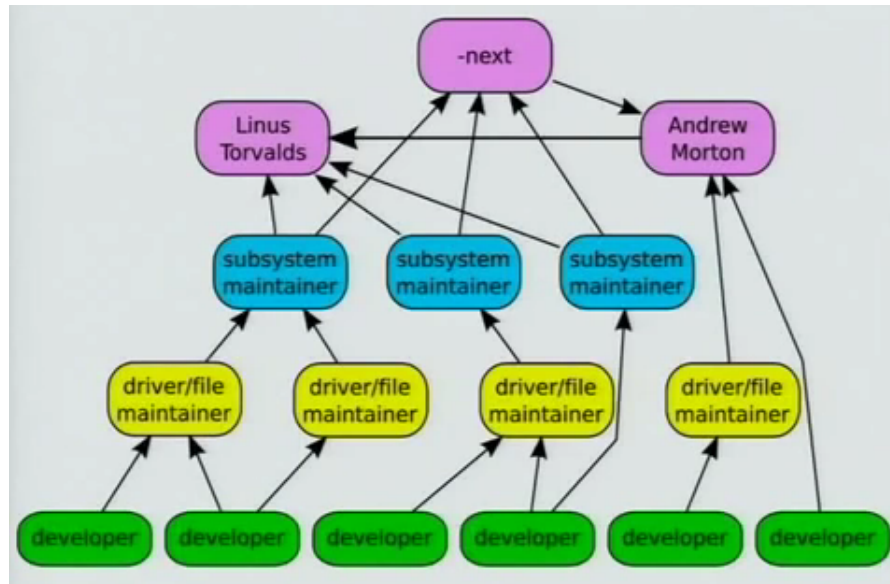 -next
Linus
Torvalds
Andrew
Morton
subsystem
maintainer
subsystem
maintainer
subsystem
maintainer
driver/file
maintainer
driver/file
maintainer
driver/file
maintainer
driver/file
maintainer
developer
developer
developer
developer
developer
developer